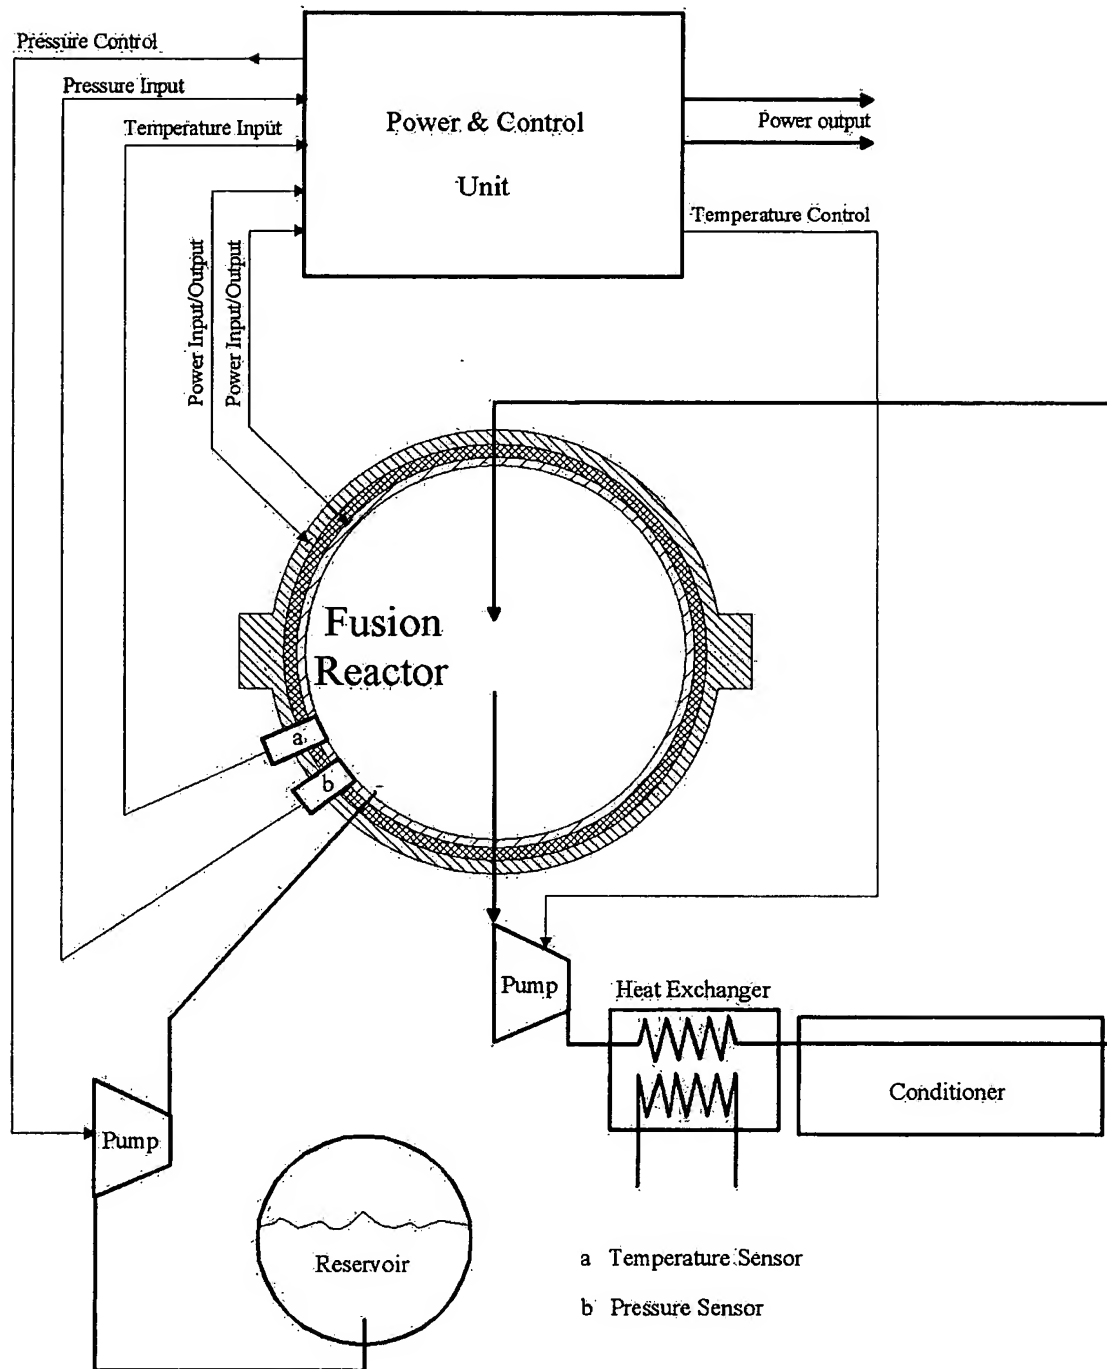 Pressure Control
Pressure Input
Temperature Input
Power & Control
Unit
Power output
Temperature Control
Power Input/Output
Power Input/Output
Fusion
Reactor
a
b
Pump
Heat Exchanger
Conditioner
Pump
Reservoir
a Temperature Sensor
b Pressure Sensor